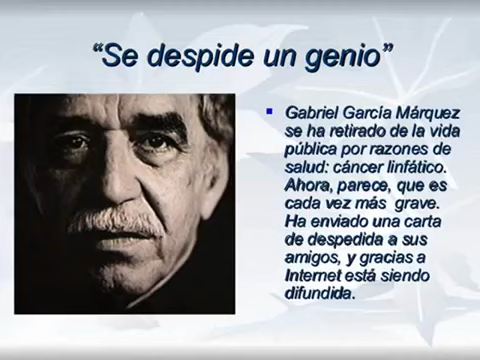 “Se despide un genio”
Gabriel García Márquez
se ha retirado de la vida
pública por razones de
salud: cáncer linfático.
Ahora, parece, que es
cada vez más grave.
Ha enviado una carta
de despedida a sus
amigos, y gracias a
Internet está siendo
difundida.